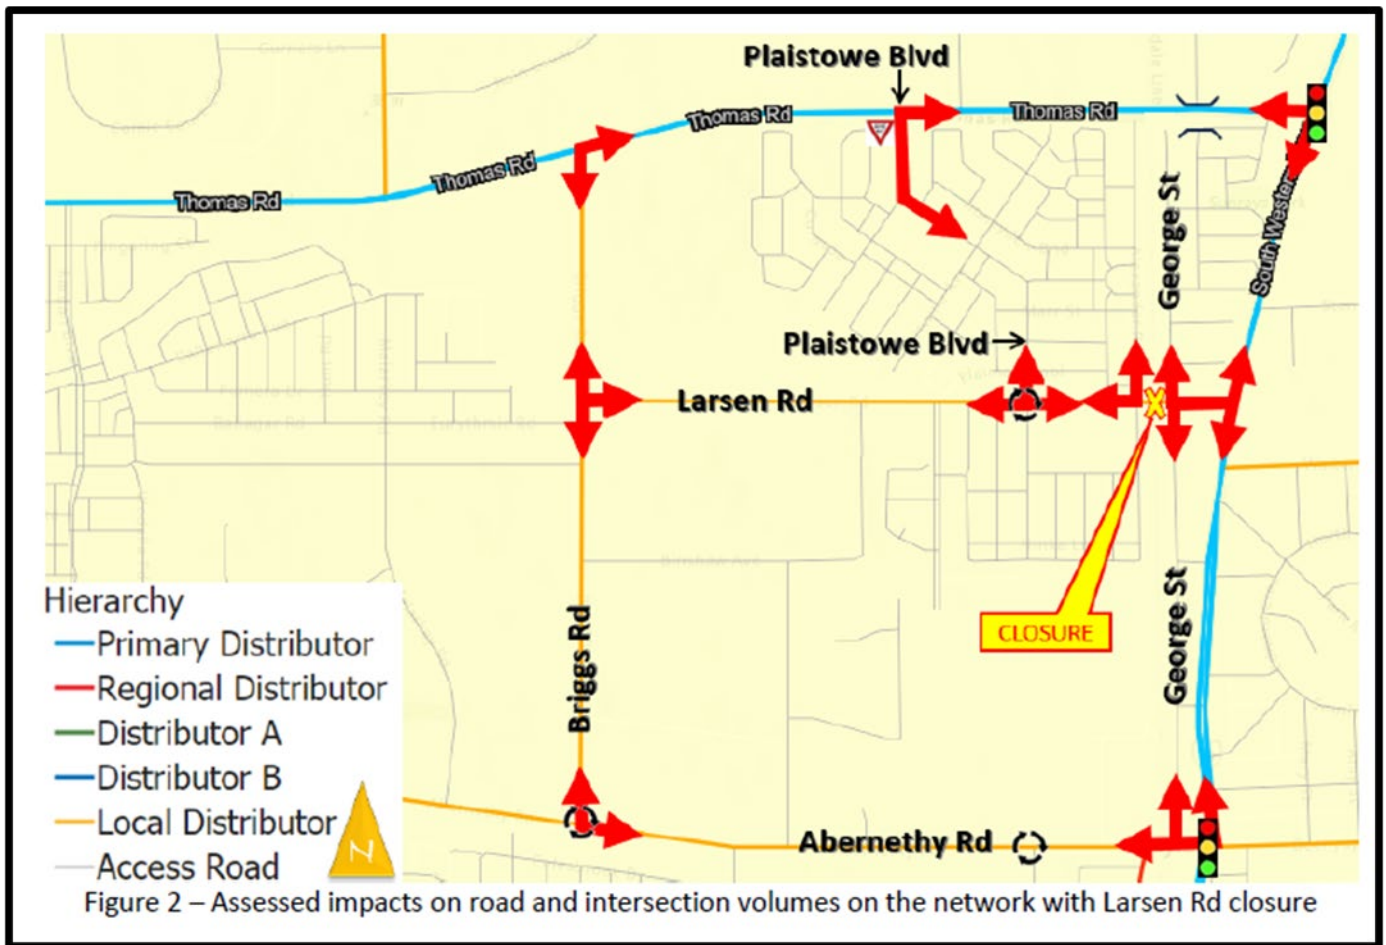 Plaistowe Blvd
Thomas Rd
Thomas Rd
Thomas Rd
Thomas Rd
George St
South Wester
Plaistowe Blvd
Larsen Rd
CLOSURE
George St
Briggs Rd
Abernethy Rd
Hierarchy
Primary Distributor
Regional Distributor
Distributor A
Distributor B
Local Distributor
Access Road
N
Figure 2 – Assessed impacts on road and intersection volumes on the network with Larsen Rd closure